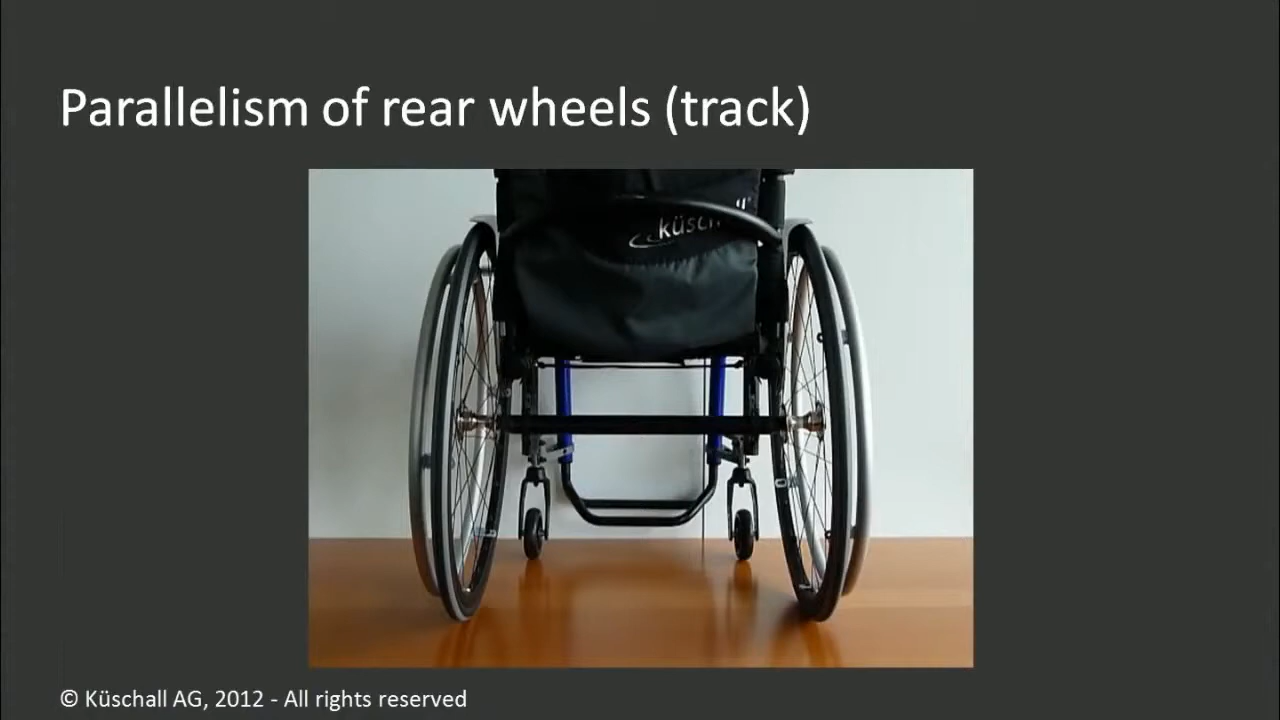 Parallelism of rear wheels (track)
© Küschall AG, 2012 - All rights reserved